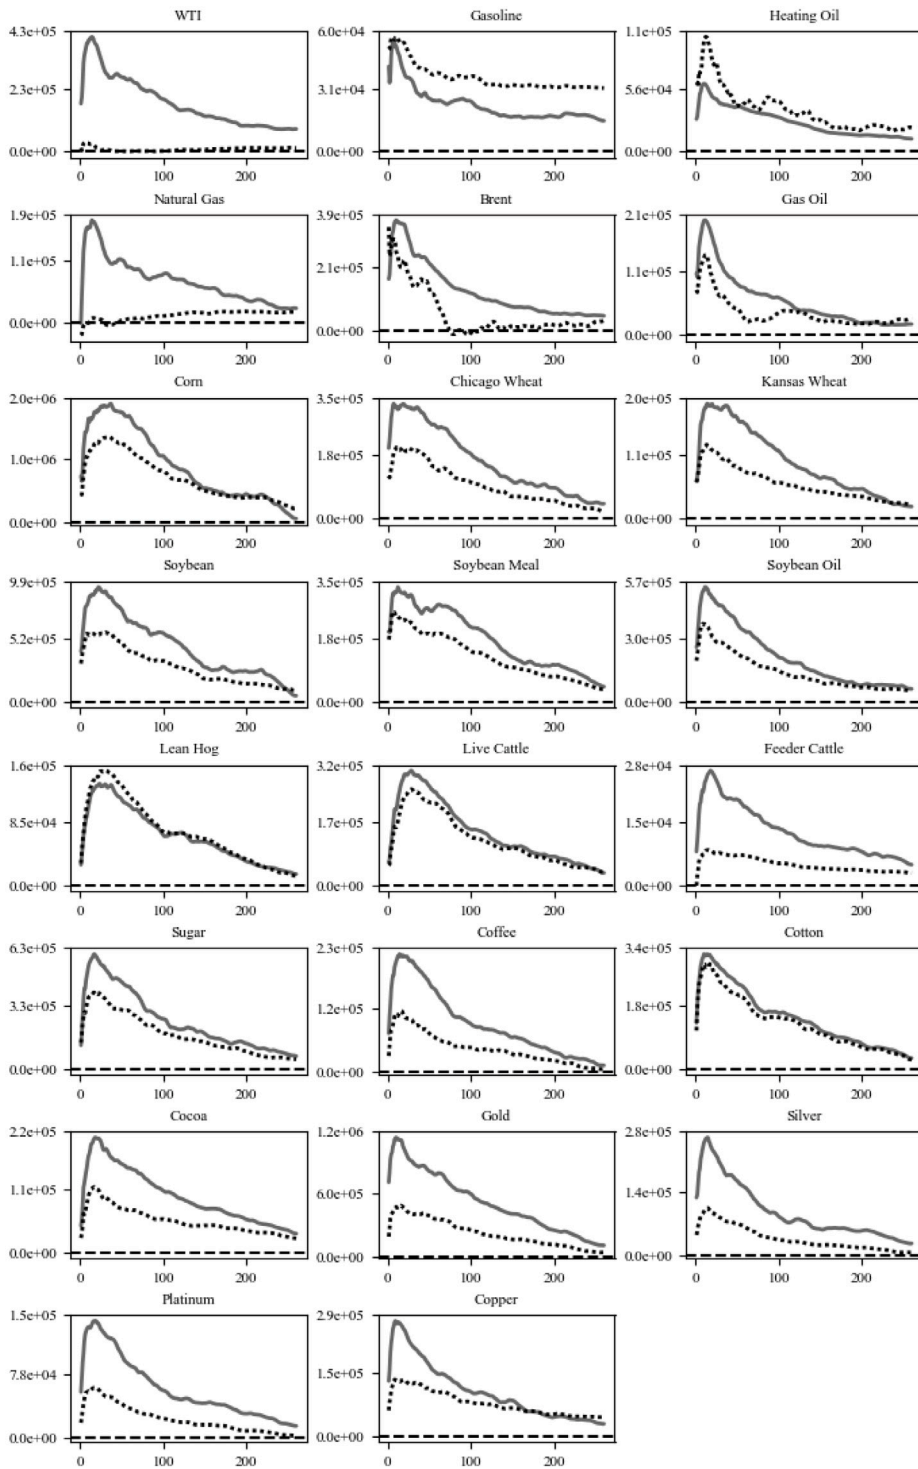 WTI Gasoline Heating Oil
4.3e+05 6.0e+04 1.1e+05
2.3e+05 3.1e+04 5.6e+04
0.0e+00 0.0e+00 0.0e+00
0 100 200 0 100 200 0 100 200
Natural Gas Brent Gas Oil
1.9e+05 3.9e+05 2.1e+05
1.1e+05 2.1e+05 1.1e+05
0.0e+00 0.0e+00 0.0e+00
0 100 200 0 100 200 0 100 200
Corn Chicago Wheat Kansas Wheat
2.0e+06 3.5e+05 2.0e+05
1.0e+06 1.8e+05 1.1e+05
0.0e+00 0.0e+00 0.0e+00
0 100 200 0 100 200 0 100 200
Soybean Soybean Meal Soybean Oil
9.9e+05 3.5e+05 5.7e+05
5.2e+05 1.8e+05 3.0e+05
0.0e+00 0.0e+00 0.0e+00
0 100 200 0 100 200 0 100 200
Lean Hog Live Cattle Feeder Cattle
1.6e+05 3.2e+05 2.8e+04
8.5e+04 1.7e+05 1.5e+04
0.0e+00 0.0e+00 0.0e+00
0 100 200 0 100 200 0 100 200
Sugar Coffee Cotton
6.3e+05 2.3e+05 3.4e+05
3.3e+05 1.2e+05 1.8e+05
0.0e+00 0.0e+00 0.0e+00
0 100 200 0 100 200 0 100 200
Cocoa Gold Silver
2.2e+05 1.2e+06 2.8e+05
1.1e+05 6.0e+05 1.4e+05
0.0e+00 0.0e+00 0.0e+00
0 100 200 0 100 200 0 100 200
Platinum Copper
1.5e+05 2.9e+05
7.8e+04 1.5e+05
0.0e+00 0.0e+00
0 100 200 0 100 200